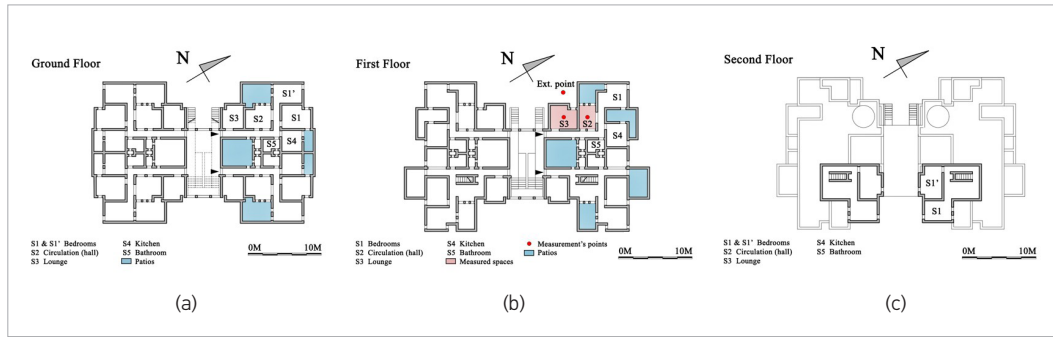 Ground Floor
N
S1'
S3
S2
S1
S5
S4
S1 & S1' Bedrooms
S2 Circulation (hall)
S3 Lounge
S4 Kitchen
S5 Bathroom
Patios
0M 10M
(a)
First Floor
N
Ext. point
S1
S3
S2
S4
S5
S1 Bedrooms
S2 Circulation (hall)
S3 Lounge
S4 Kitchen
S5 Bathroom
Measured spaces
Measurement's points
Patios
0M 10M
(b)
Second Floor
N
S1'
S1
S1 & S1' Bedrooms
S2 Circulation (hall)
S3 Lounge
S4 Kitchen
S5 Bathroom
0M 10M
(c)